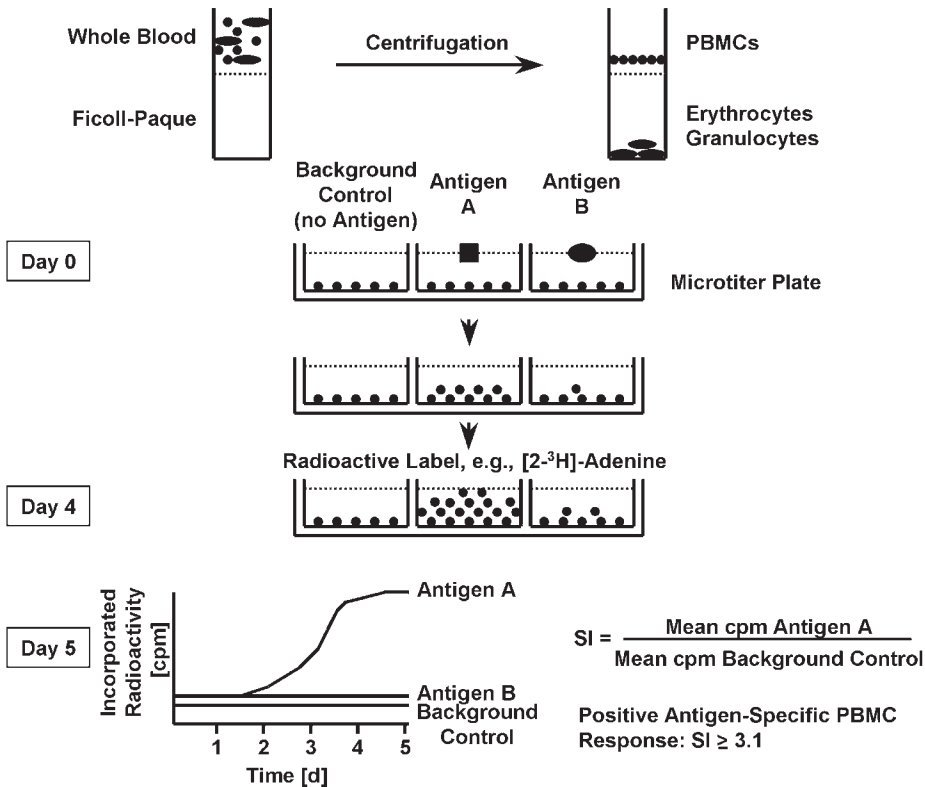 Whole Blood
Centrifugation
PBMCs
Ficoll-Paque
Erythrocytes
Granulocytes
Background
Control
(no Antigen)
Antigen
A
Antigen
B
Day 0
Microtiter Plate
Radioactive Label, e.g., [2-³H]-Adenine
Day 4
Day 5
Incorporated
Radioactivity
[cpm]
Antigen A
Antigen B
Background
Control
1 2 3 4 5
Time [d]
SI = Mean cpm Antigen A
Mean cpm Background Control
Positive Antigen-Specific PBMC
Response: SI ≥ 3.1